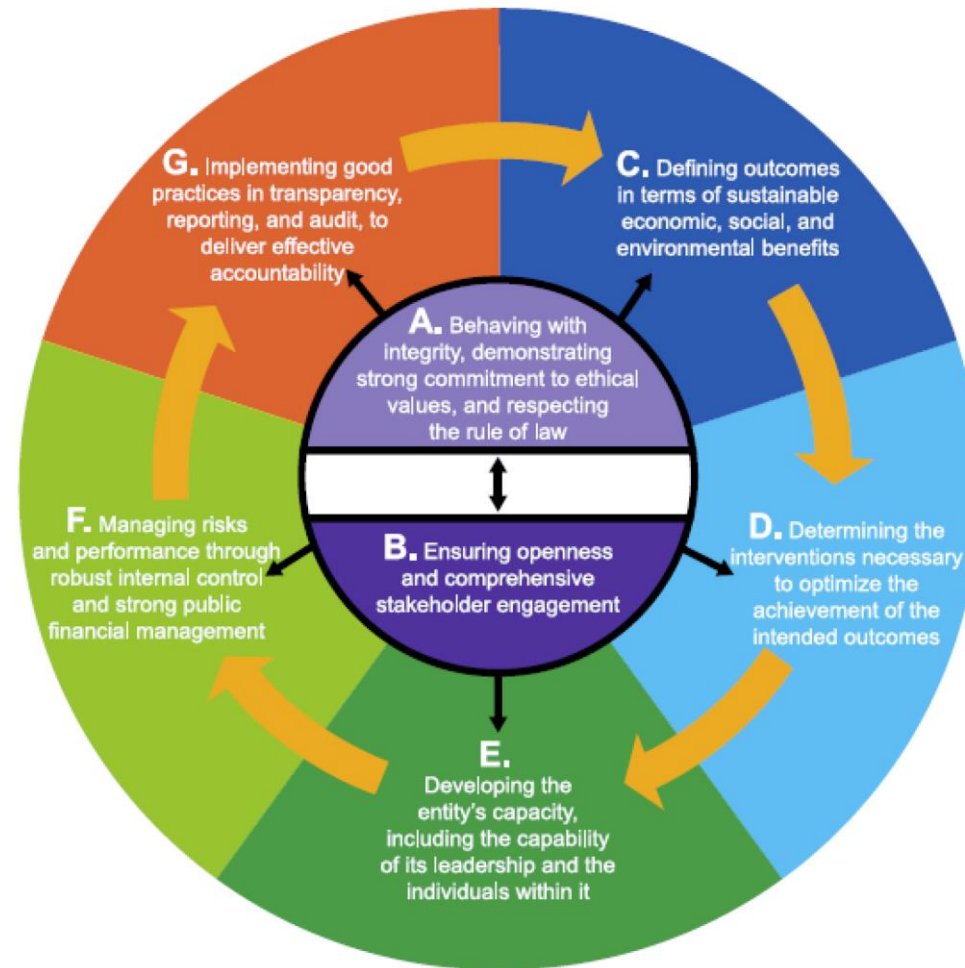 A. Behaving with
integrity, demonstrating
strong commitment to ethical
values, and respecting
the rule of law
B. Ensuring openness
and comprehensive
stakeholder engagement
C. Defining outcomes
in terms of sustainable
economic, social, and
environmental benefits
D. Determining the
interventions necessary
to optimize the
achievement of the
intended outcomes
E.
Developing the
entity's capacity,
including the capability
of its leadership and the
individuals within it
F. Managing risks
and performance through
robust internal control
and strong public
financial management
G. Implementing good
practices in transparency,
reporting, and audit, to
deliver effective
accountability